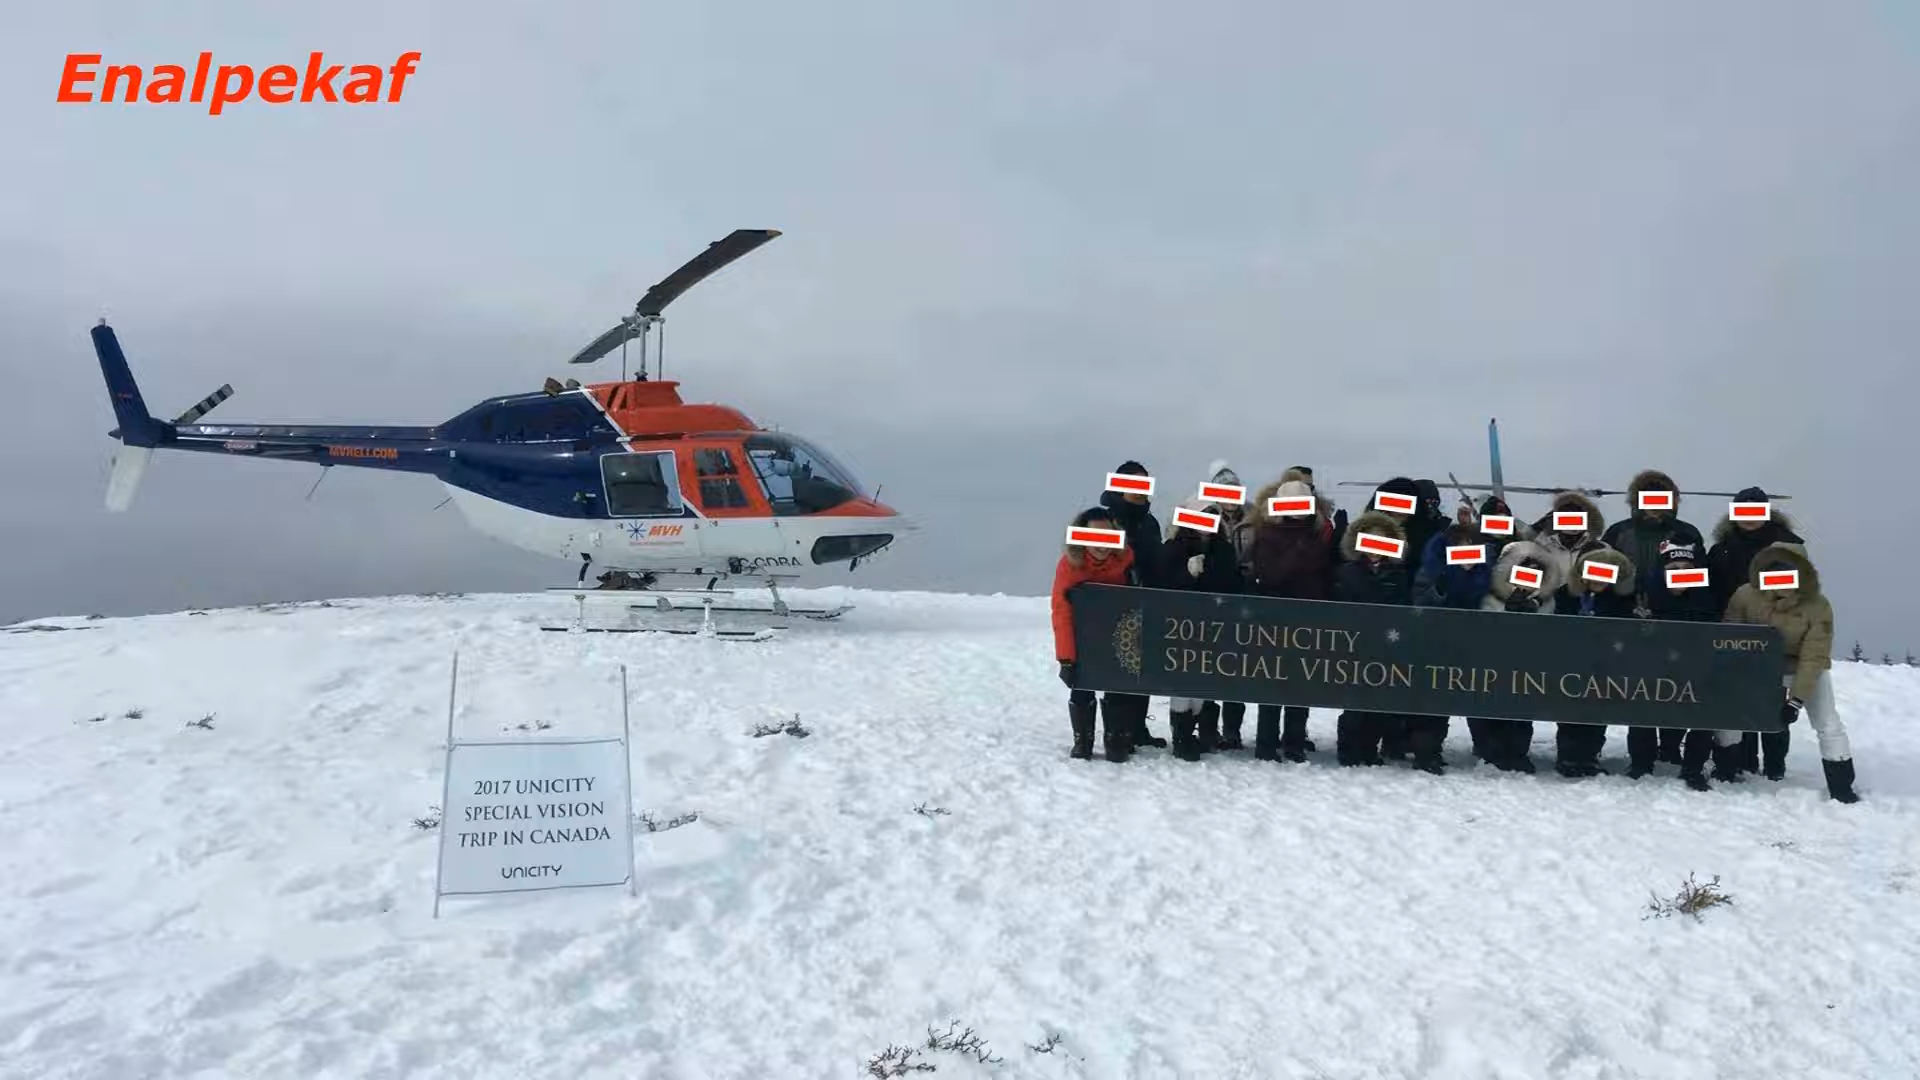 Enalpekaf
MVHELI.COM
MVH
2017 UNICITY
SPECIAL VISION TRIP IN CANADA
UNICITY
CANADA
2017 UNICITY
SPECIAL VISION
TRIP IN CANADA
UNICITY